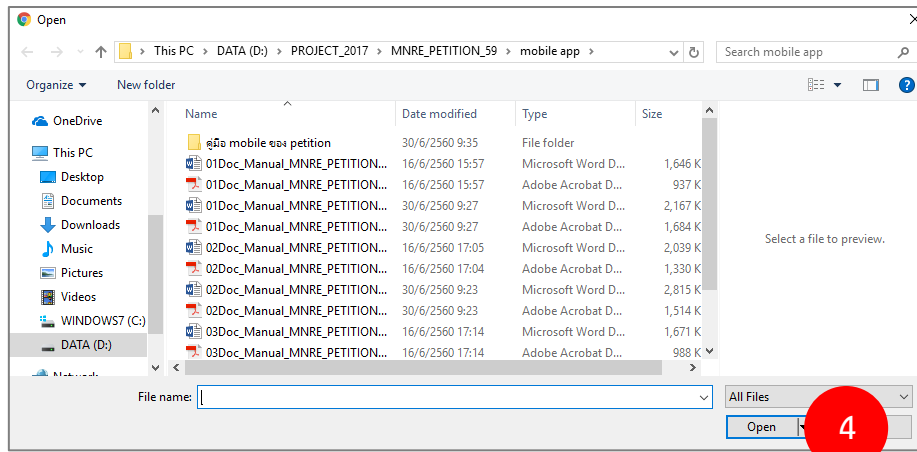 Open
This PC > DATA (D:) > PROJECT_2017 > MNRE_PETITION_59 > mobile app >
Search mobile app
Organize
New folder
Name Date modified Type Size
OneDrive
This PC
Desktop
Documents
Downloads
Music
Pictures
Videos
WINDOWS7 (C:)
DATA (D:)
คู่มือ mobile ของ petition 30/6/2560 9:35 File folder
01Doc_Manual_MNRE_PETITION... 16/6/2560 15:57 Microsoft Word D... 1,646 K
01Doc_Manual_MNRE_PETITION... 16/6/2560 15:57 Adobe Acrobat D... 937 K
01Doc_Manual_MNRE_PETITION... 30/6/2560 9:27 Microsoft Word D... 2,167 K
01Doc_Manual_MNRE_PETITION... 30/6/2560 9:27 Adobe Acrobat D... 1,684 K
02Doc_Manual_MNRE_PETITION... 16/6/2560 17:05 Microsoft Word D... 2,039 K
02Doc_Manual_MNRE_PETITION... 16/6/2560 17:04 Adobe Acrobat D... 1,330 K
02Doc_Manual_MNRE_PETITION... 30/6/2560 9:23 Microsoft Word D... 2,815 K
02Doc_Manual_MNRE_PETITION... 30/6/2560 9:23 Adobe Acrobat D... 1,514 K
03Doc_Manual_MNRE_PETITION... 16/6/2560 17:14 Microsoft Word D... 1,671 K
03Doc_Manual_MNRE_PETITION... 16/6/2560 17:14 Adobe Acrobat D... 988 K
Select a file to preview.
File name:
All Files
Open
4